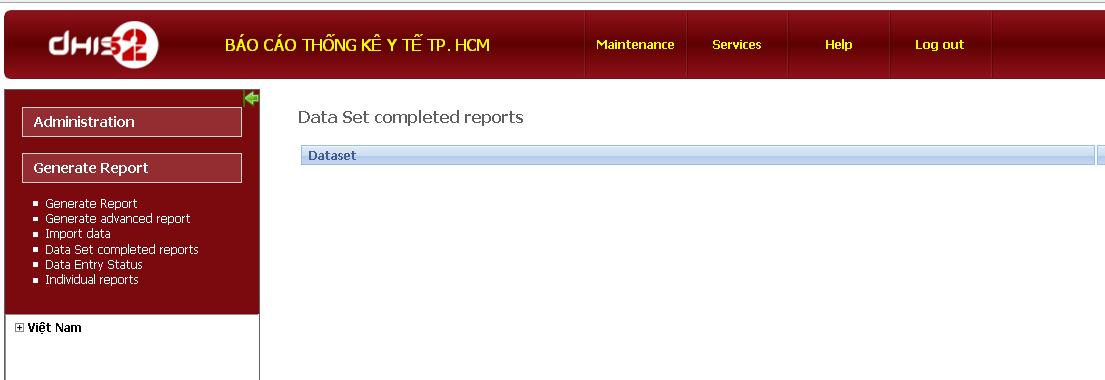 dhis2
BÁO CÁO THỐNG KÊ Y TẾ TP. HCM
Maintenance
Services
Help
Log out
Administration
Generate Report
Generate Report
Generate advanced report
Import data
Data Set completed reports
Data Entry Status
Individual reports
Việt Nam
Data Set completed reports
Dataset